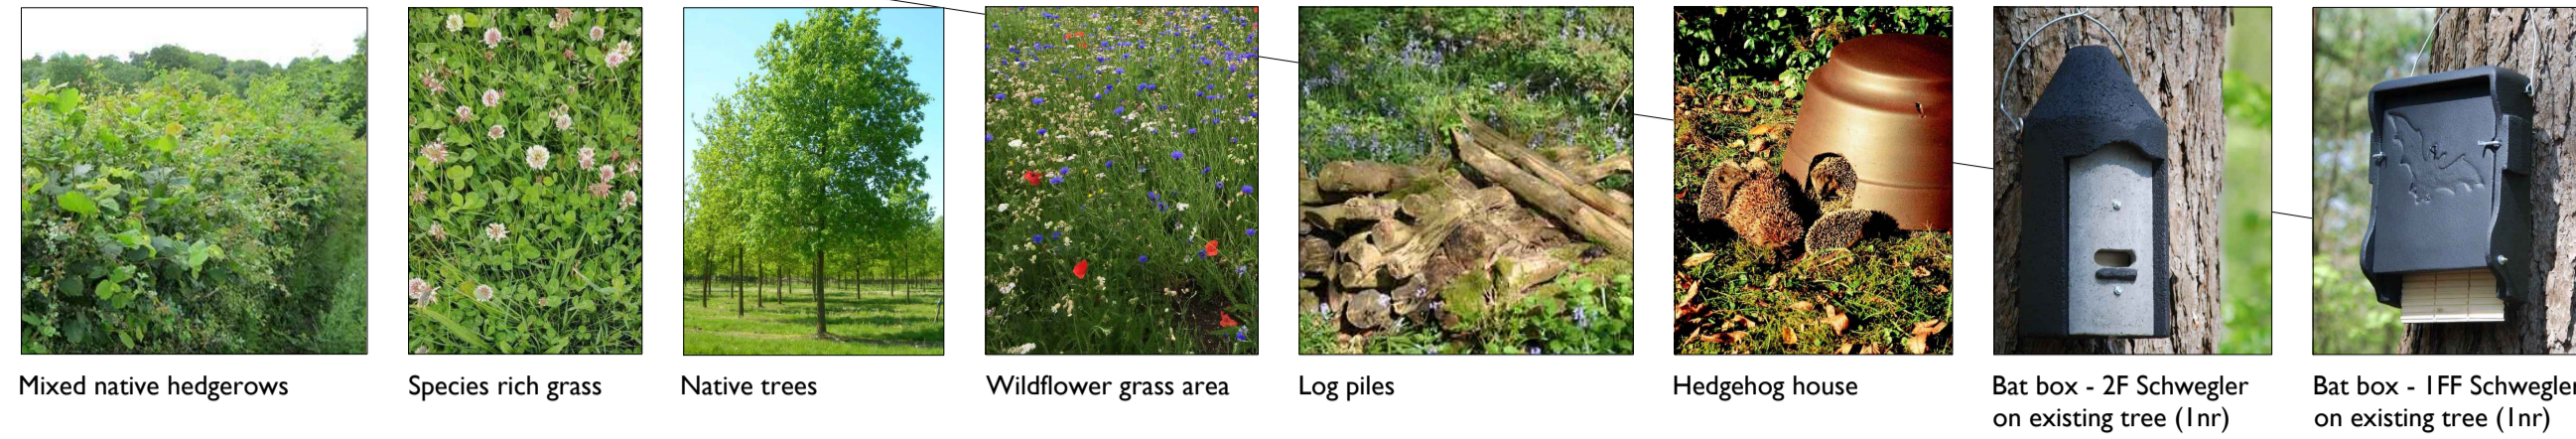 Mixed native hedgerows
Species rich grass
Native trees
Wildflower grass area
Log piles
Hedgehog house
Bat box - 2F Schwegler
on existing tree (1nr)
Bat box - 1FF Schwegler
on existing tree (1nr)